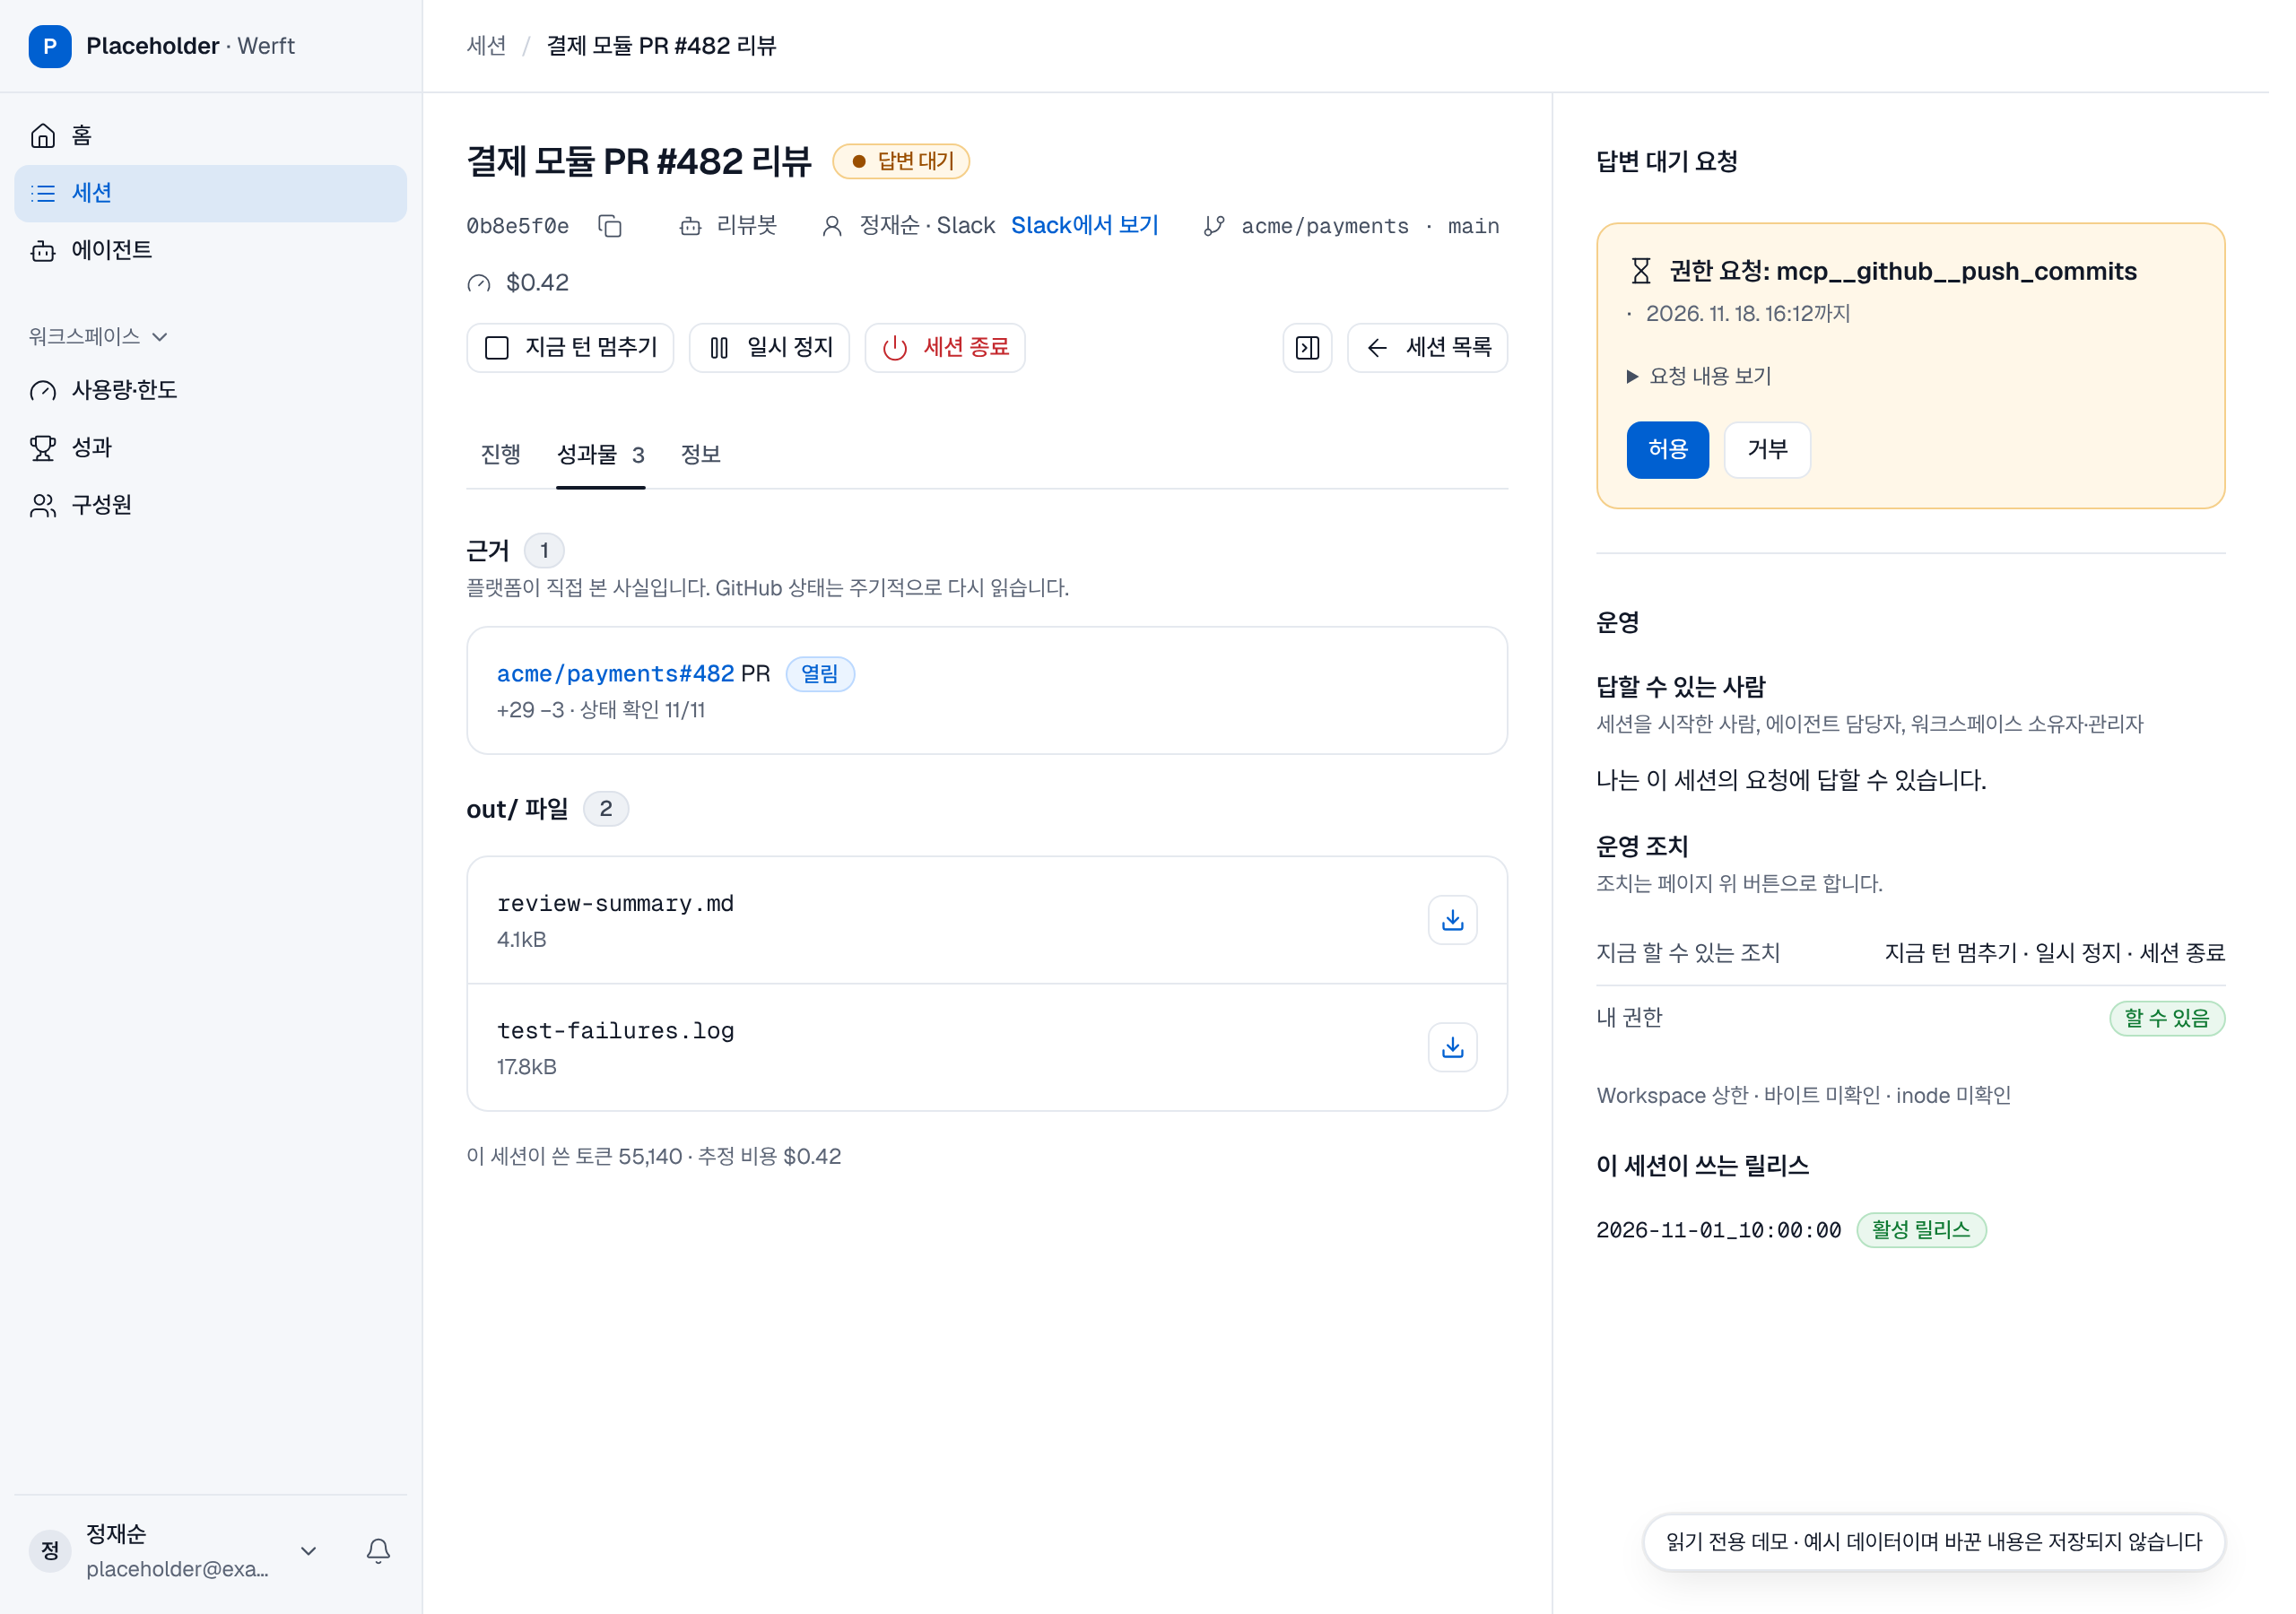 P Placeholder · Werft
홈
세션
에이전트
워크스페이스
사용량·한도
성과
구성원
정 정재순
placeholder@exa...
세션 / 결제 모듈 PR #482 리뷰
결제 모듈 PR #482 리뷰 답변 대기
0b8e5f0e 리뷰봇 정재순 · Slack Slack에서 보기 acme/payments · main
$0.42
지금 턴 멈추기 일시 정지 세션 종료 세션 목록
진행 성과물 3 정보
근거 1
플랫폼이 직접 본 사실입니다. GitHub 상태는 주기적으로 다시 읽습니다.
acme/payments#482 PR 열림
+29 −3 · 상태 확인 11/11
out/ 파일 2
review-summary.md
4.1kB
test-failures.log
17.8kB
이 세션이 쓴 토큰 55,140 · 추정 비용 $0.42
답변 대기 요청
권한 요청: mcp__github__push_commits
· 2026. 11. 18. 16:12까지
요청 내용 보기
허용 거부
운영
답할 수 있는 사람
세션을 시작한 사람, 에이전트 담당자, 워크스페이스 소유자·관리자
나는 이 세션의 요청에 답할 수 있습니다.
운영 조치
조치는 페이지 위 버튼으로 합니다.
지금 할 수 있는 조치 지금 턴 멈추기 · 일시 정지 · 세션 종료
내 권한 할 수 있음
Workspace 상한 · 바이트 미확인 · inode 미확인
이 세션이 쓰는 릴리스
2026-11-01_10:00:00 활성 릴리스
읽기 전용 데모 · 예시 데이터이며 바꾼 내용은 저장되지 않습니다